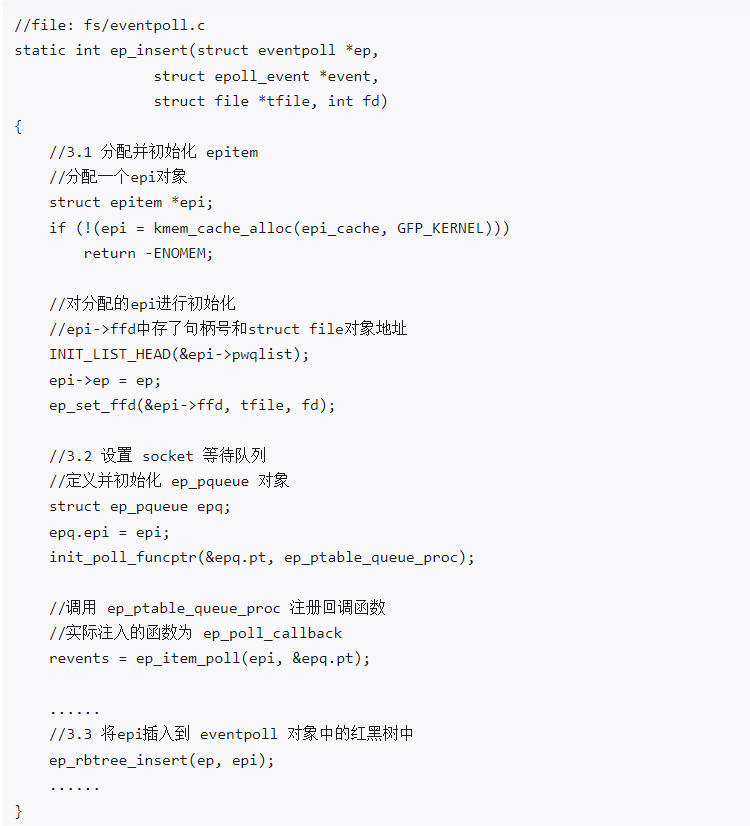 //file: fs/eventpoll.c
static int ep_insert(struct eventpoll *ep,
                struct epoll_event *event,
                struct file *tfile, int fd)
{
    //3.1 分配并初始化 epitem
    //分配一个epi对象
    struct epitem *epi;
    if (!(epi = kmem_cache_alloc(epi_cache, GFP_KERNEL)))
        return -ENOMEM;

    //对分配的epi进行初始化
    //epi->ffd中存了句柄号和struct file对象地址
    INIT_LIST_HEAD(&epi->pwqlist);
    epi->ep = ep;
    ep_set_ffd(&epi->ffd, tfile, fd);

    //3.2 设置 socket 等待队列
    //定义并初始化 ep_pqueue 对象
    struct ep_pqueue epq;
    epq.epi = epi;
    init_poll_funcptr(&epq.pt, ep_ptable_queue_proc);

    //调用 ep_ptable_queue_proc 注册回调函数
    //实际注入的函数为 ep_poll_callback
    revents = ep_item_poll(epi, &epq.pt);

    ......
    //3.3 将epi插入到 eventpoll 对象中的红黑树中
    ep_rbtree_insert(ep, epi);
    ......
}